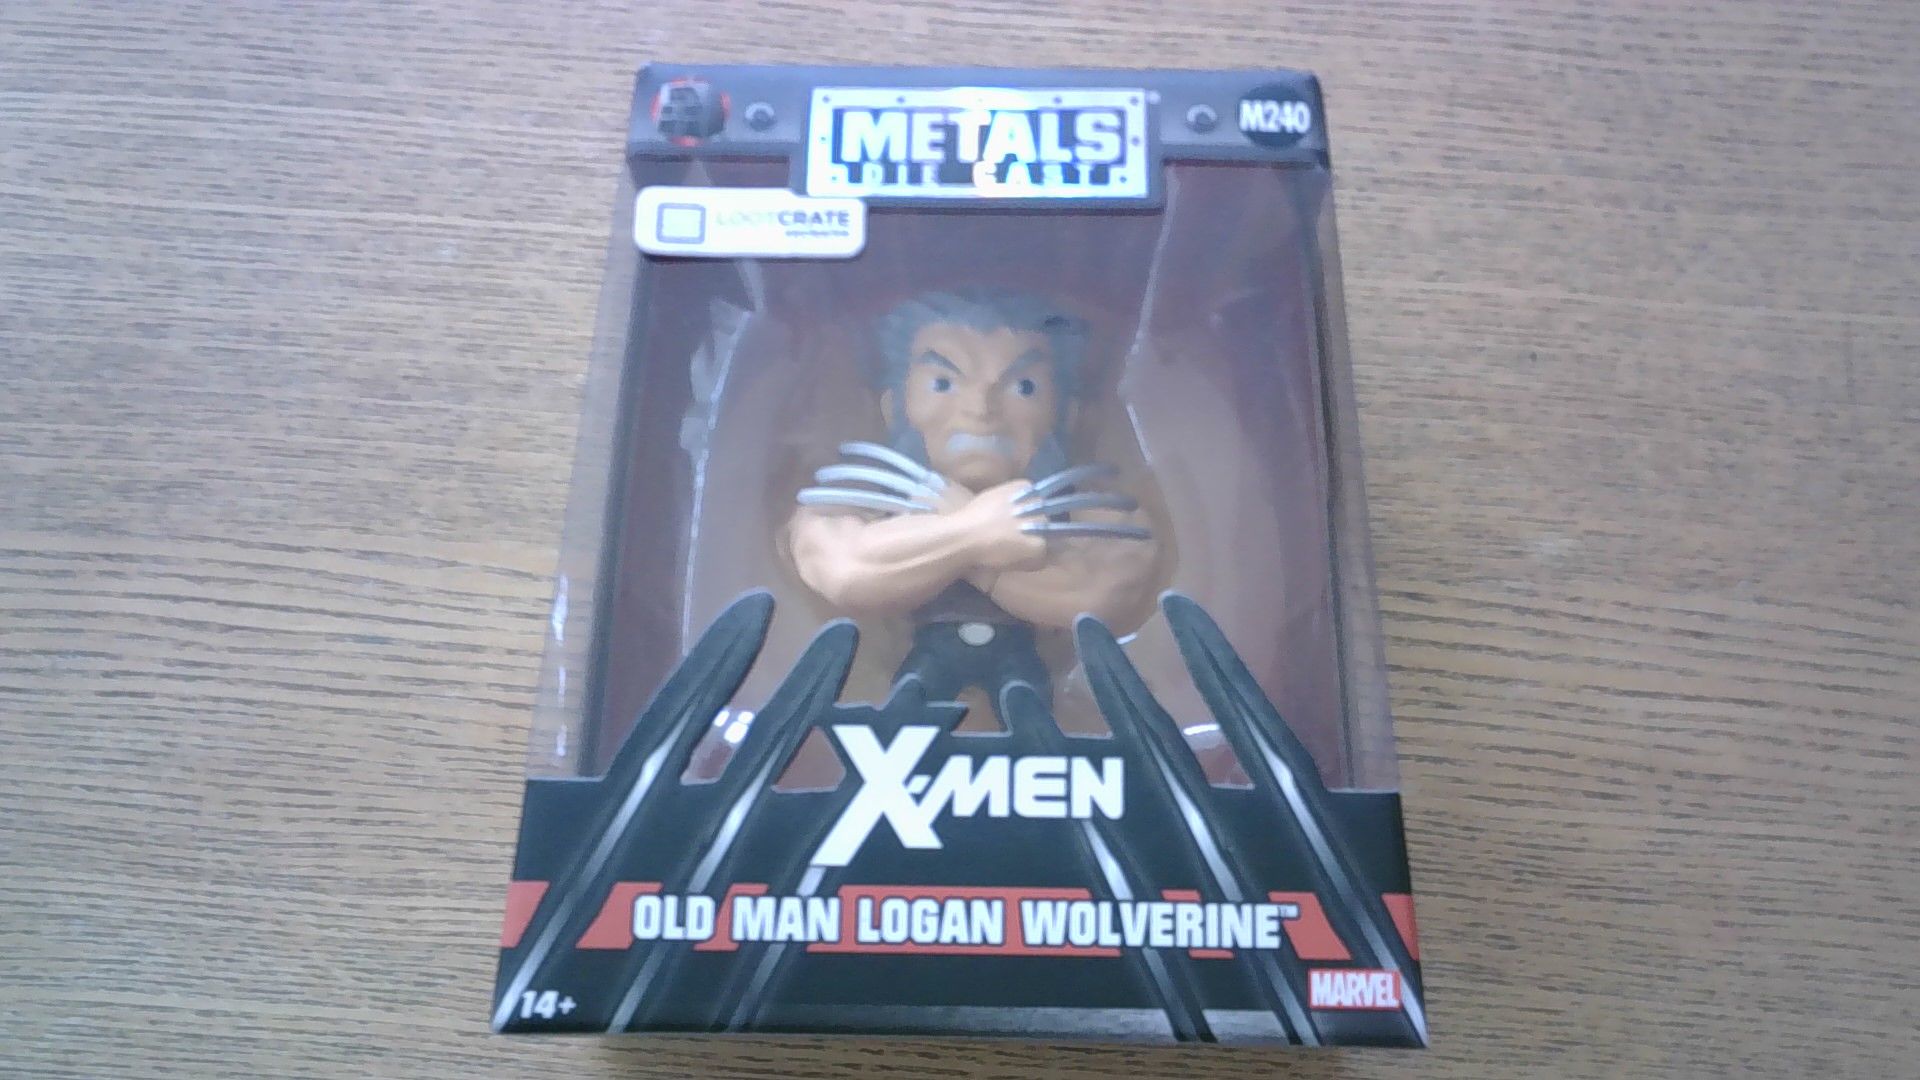 METALS
DIE CAST
M240
LOOTCRATE
X-MEN
OLD MAN LOGAN WOLVERINE™
14+
MARVEL